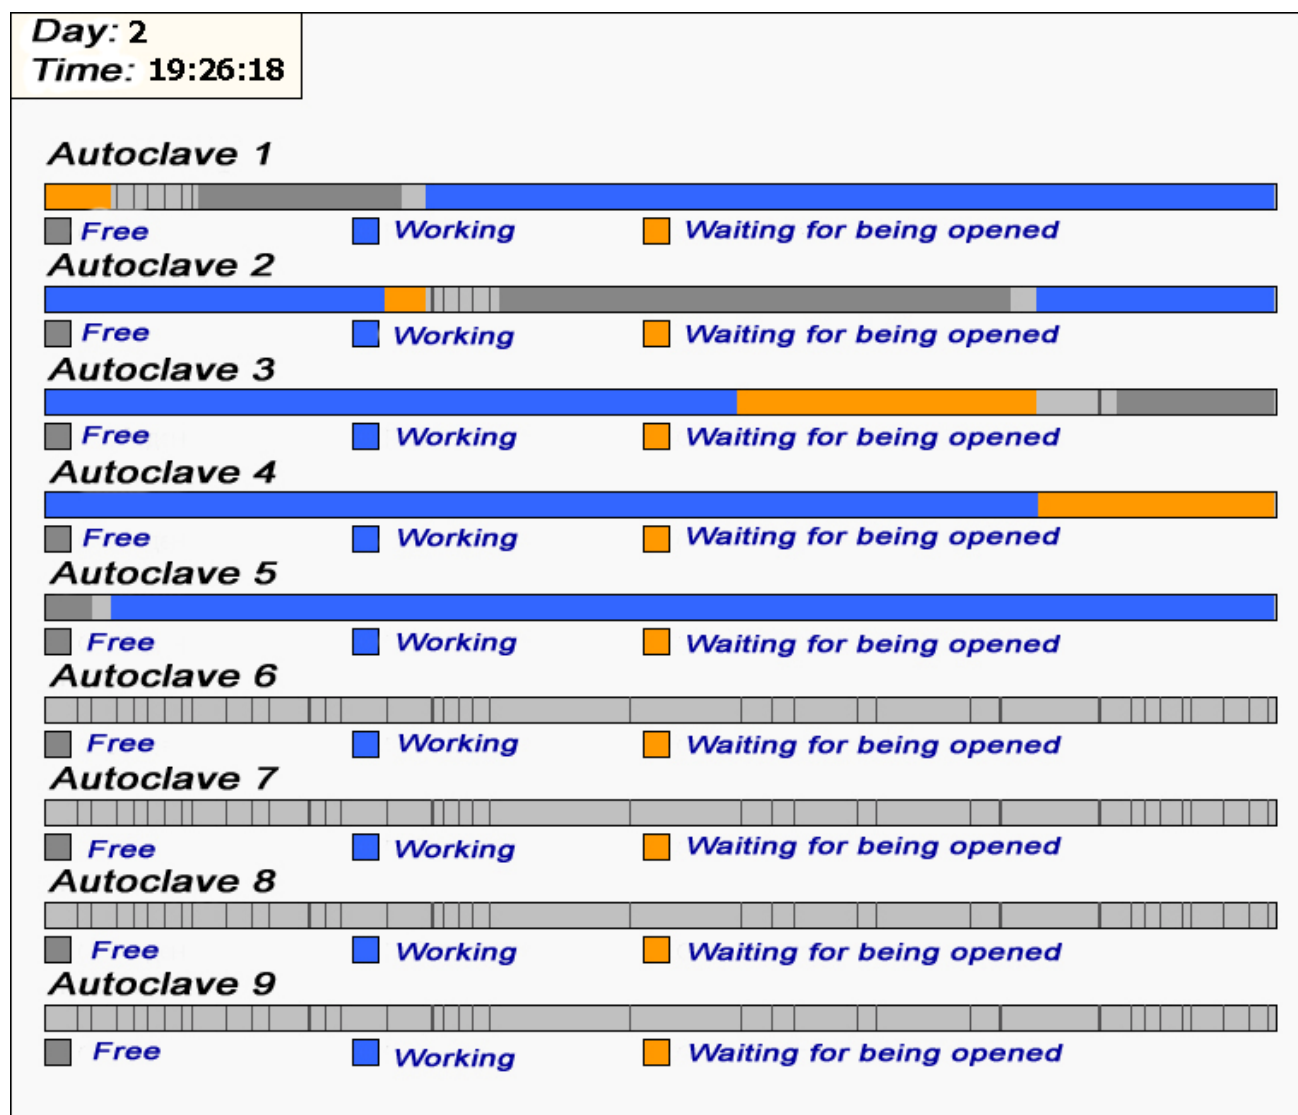 Day: 2
Time: 19:26:18
Autoclave 1
Free Working Waiting for being opened
Autoclave 2
Free Working Waiting for being opened
Autoclave 3
Free Working Waiting for being opened
Autoclave 4
Free Working Waiting for being opened
Autoclave 5
Free Working Waiting for being opened
Autoclave 6
Free Working Waiting for being opened
Autoclave 7
Free Working Waiting for being opened
Autoclave 8
Free Working Waiting for being opened
Autoclave 9
Free Working Waiting for being opened